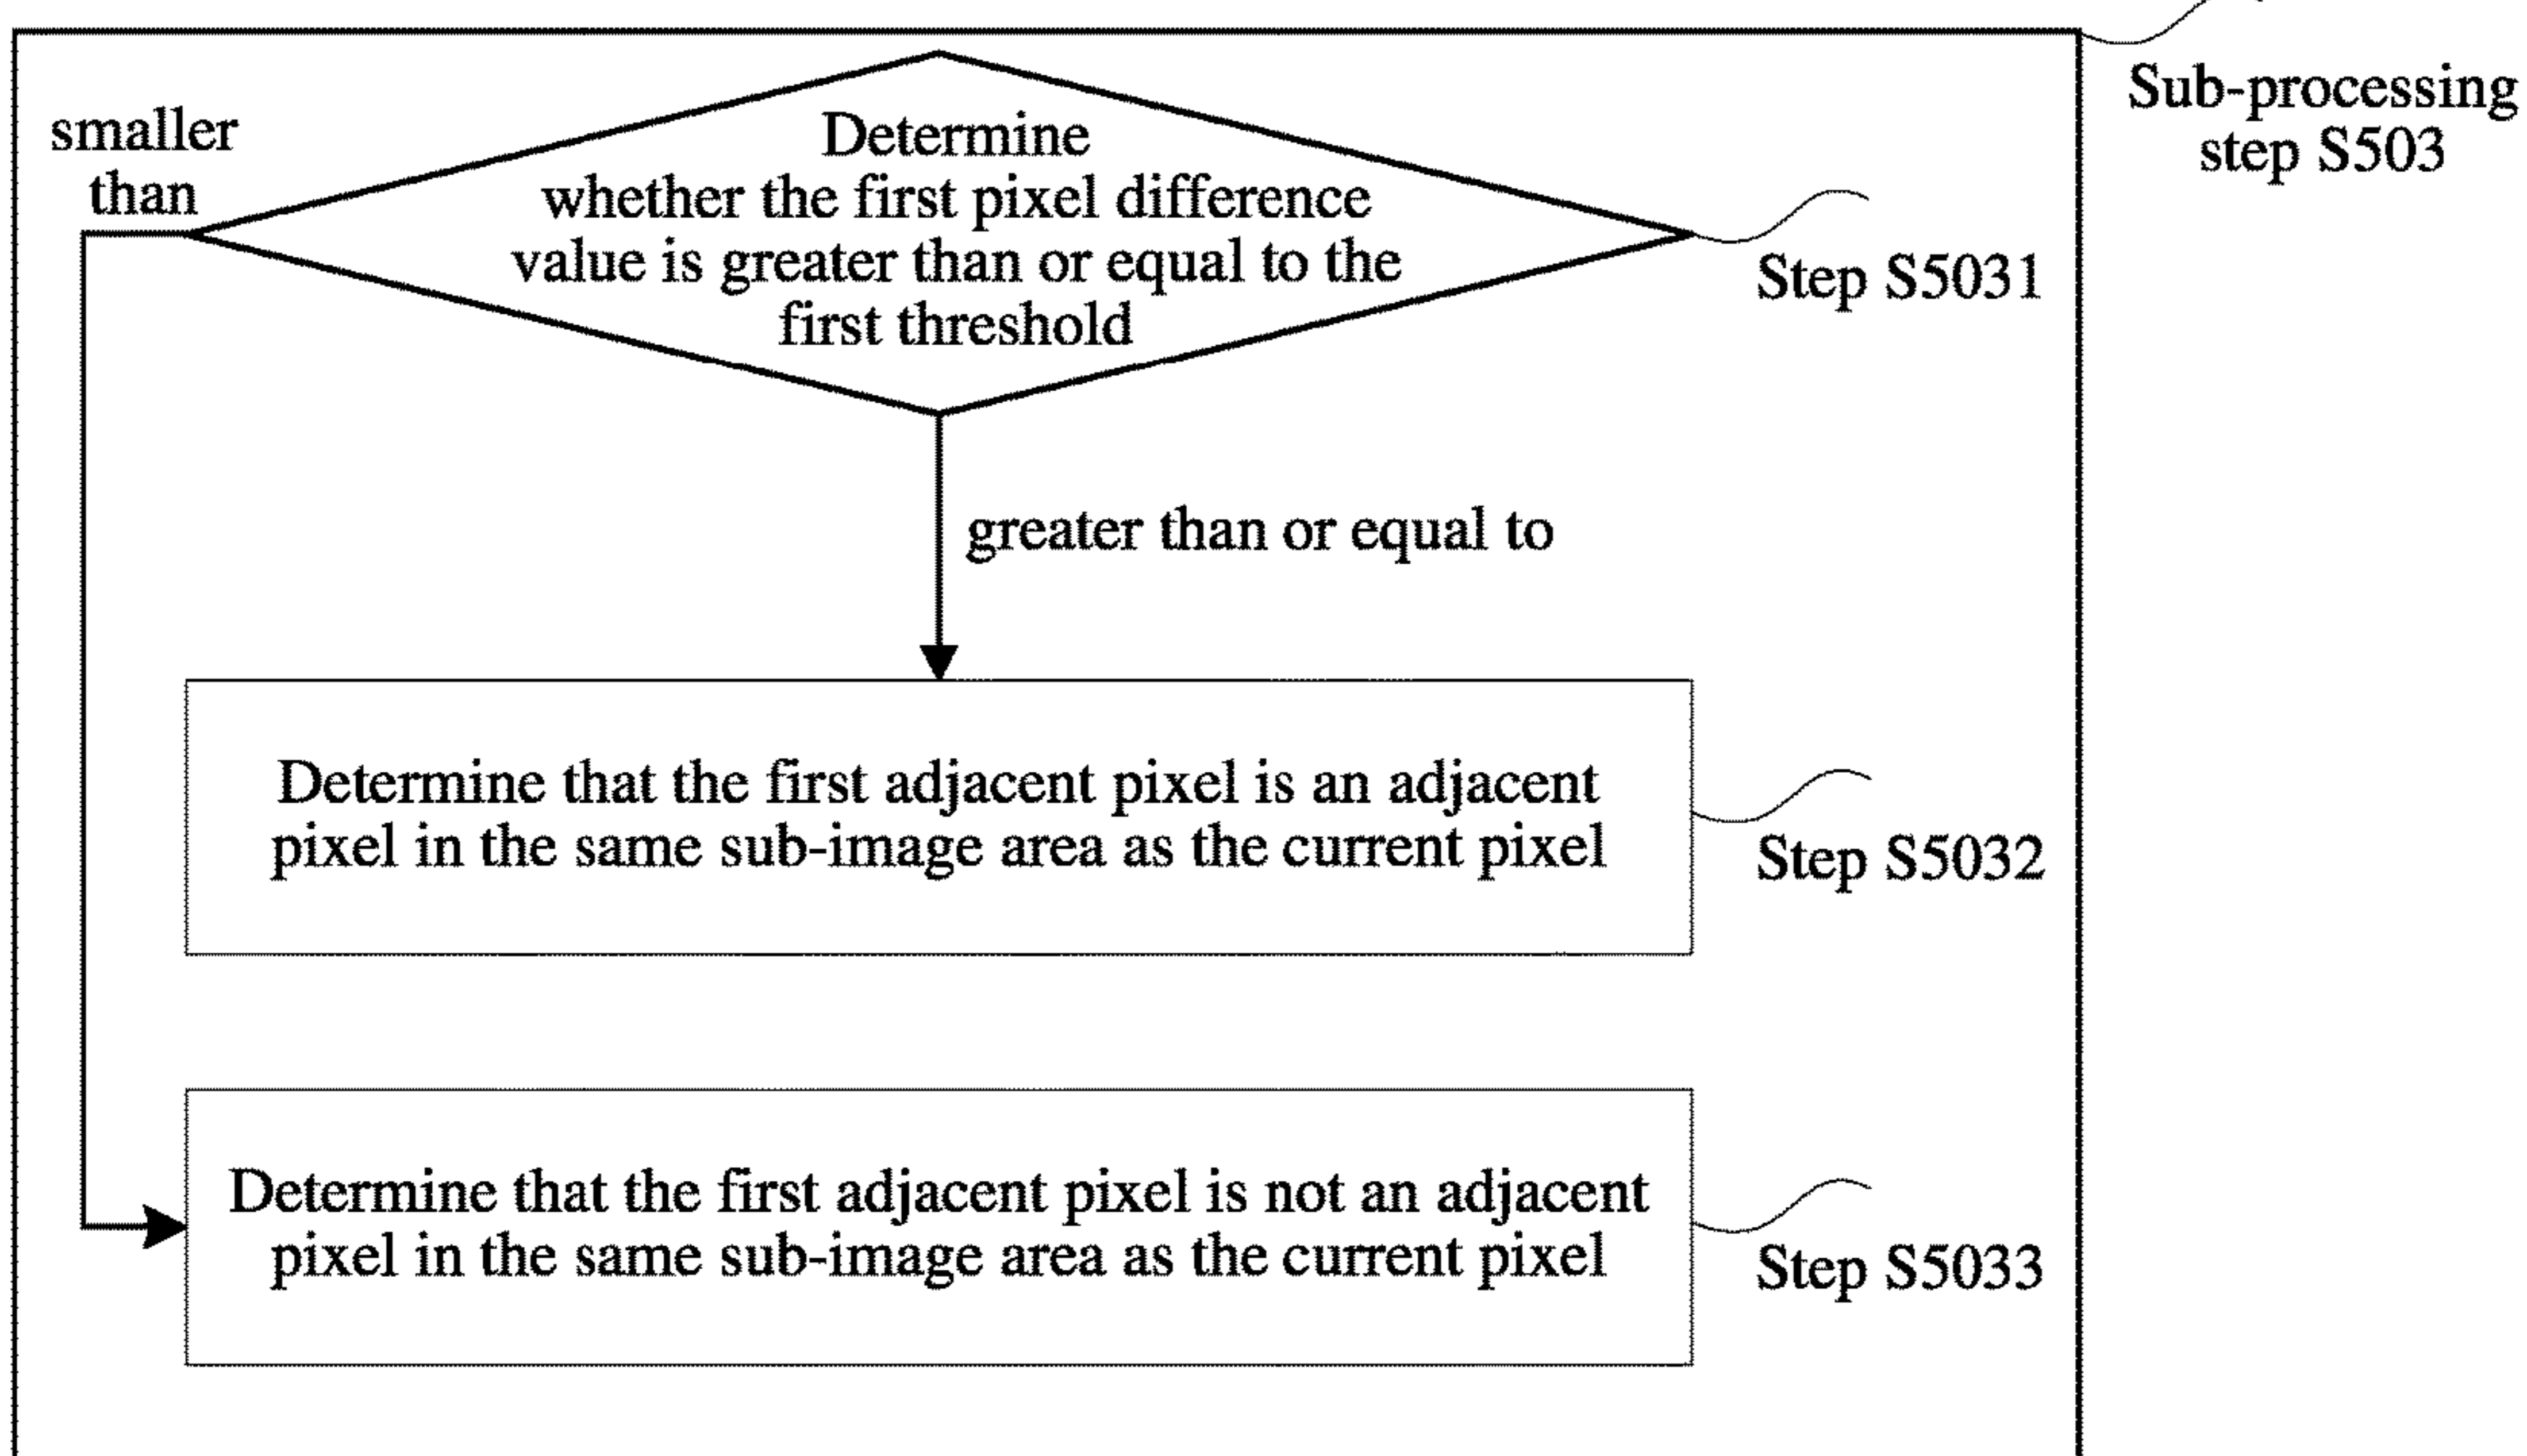 Sub-processing
step S503
smaller
than
Determine
whether the first pixel difference
value is greater than or equal to the
first threshold
Step S5031
greater than or equal to
Determine that the first adjacent pixel is an adjacent
pixel in the same sub-image area as the current pixel
Step S5032
Determine that the first adjacent pixel is not an adjacent
pixel in the same sub-image area as the current pixel
Step S5033